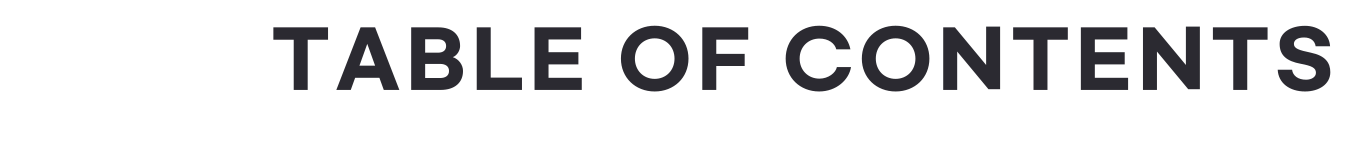 TABLE OF CONTENTS